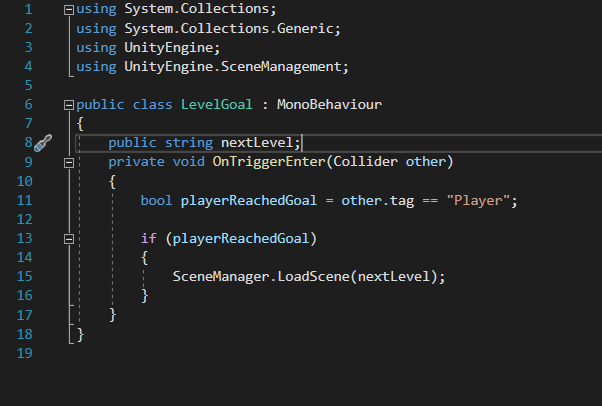 1 using System.Collections;
2 using System.Collections.Generic;
3 using UnityEngine;
4 using UnityEngine.SceneManagement;
5
6 public class LevelGoal : MonoBehaviour
7 {
8     public string nextLevel;
9     private void OnTriggerEnter(Collider other)
10     {
11         bool playerReachedGoal = other.tag == "Player";
12
13         if (playerReachedGoal)
14         {
15             SceneManager.LoadScene(nextLevel);
16         }
17     }
18 }
19